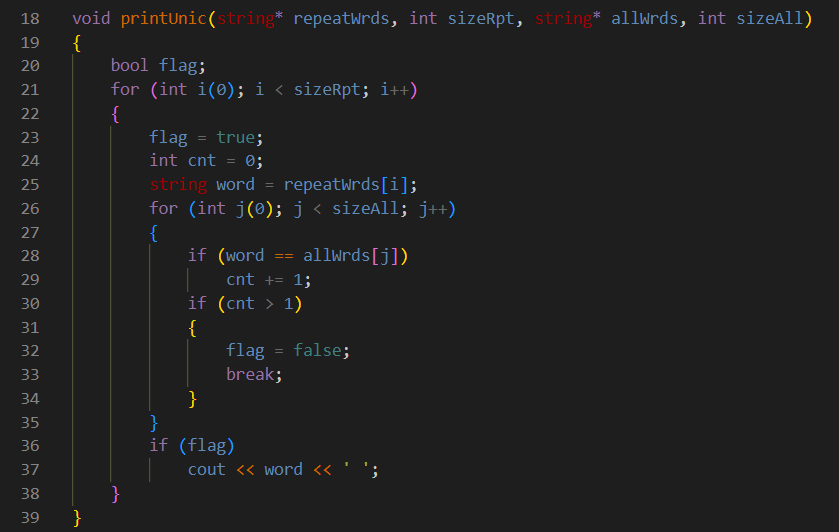 18 void printUnic(string* repeatWrds, int sizeRpt, string* allWrds, int sizeAll)
19 {
20     bool flag;
21     for (int i(0); i < sizeRpt; i++)
22     {
23         flag = true;
24         int cnt = 0;
25         string word = repeatWrds[i];
26         for (int j(0); j < sizeAll; j++)
27         {
28             if (word == allWrds[j])
29                 cnt += 1;
30             if (cnt > 1)
31             {
32                 flag = false;
33                 break;
34             }
35         }
36         if (flag)
37             cout << word << ' ';
38     }
39 }